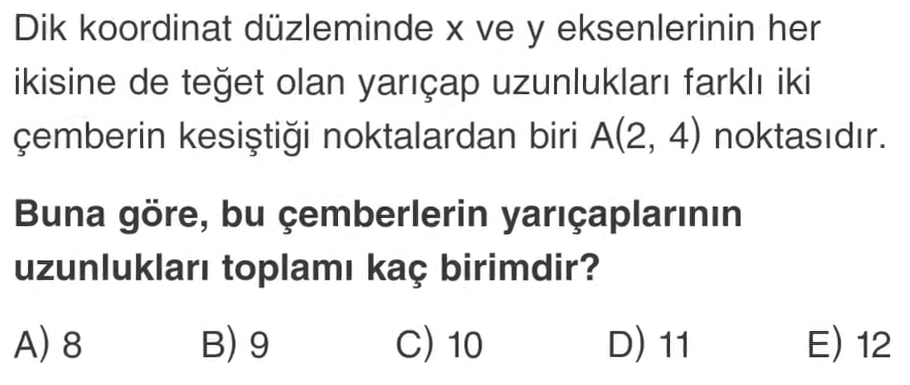 Dik koordinat düzleminde x ve y eksenlerinin her
ikisine de teğet olan yarıçap uzunlukları farklı iki
çemberin kesiştiği noktalardan biri A(2, 4) noktasıdır.
Buna göre, bu çemberlerin yarıçaplarının
uzunlukları toplamı kaç birimdir?
A) 8 B) 9 C) 10 D) 11 E) 12